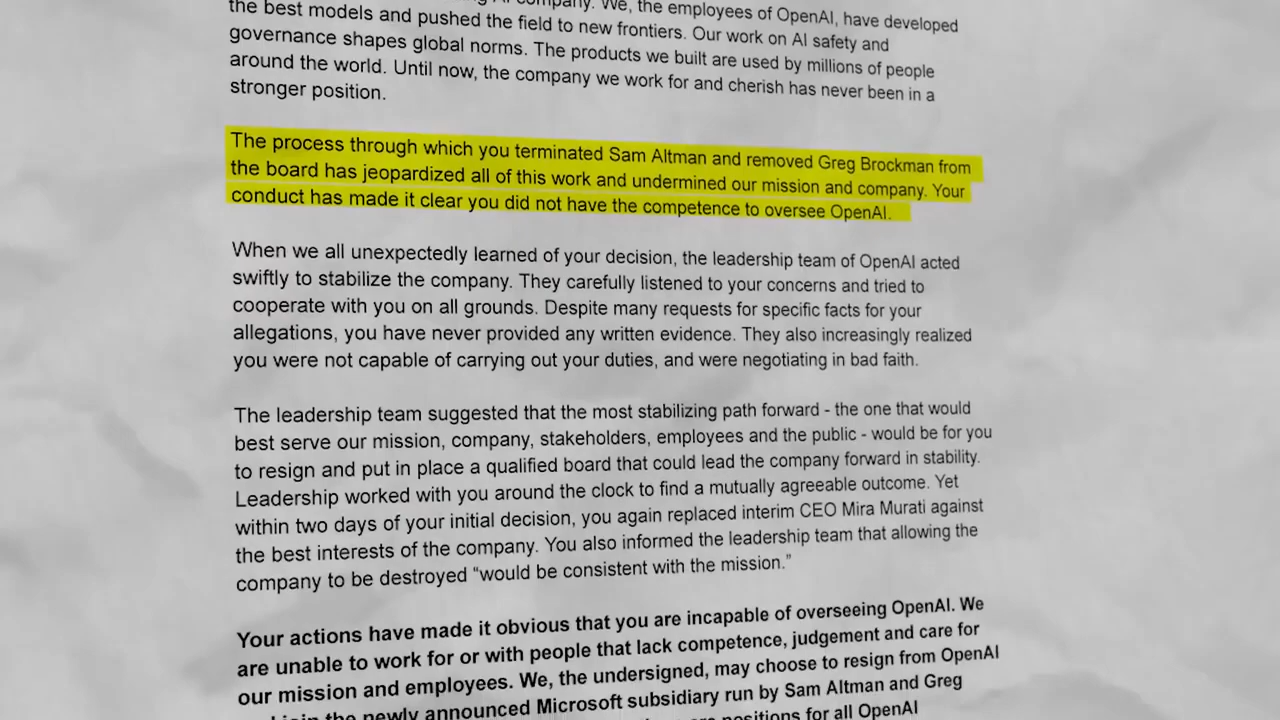 AI company. We, the employees of OpenAI, have developed
the best models and pushed the field to new frontiers. Our work on AI safety and
governance shapes global norms. The products we built are used by millions of people
around the world. Until now, the company we work for and cherish has never been in a
stronger position.
The process through which you terminated Sam Altman and removed Greg Brockman from
the board has jeopardized all of this work and undermined our mission and company. Your
conduct has made it clear you did not have the competence to oversee OpenAI.
When we all unexpectedly learned of your decision, the leadership team of OpenAI acted
swiftly to stabilize the company. They carefully listened to your concerns and tried to
cooperate with you on all grounds. Despite many requests for specific facts for your
allegations, you have never provided any written evidence. They also increasingly realized
you were not capable of carrying out your duties, and were negotiating in bad faith.
The leadership team suggested that the most stabilizing path forward - the one that would
best serve our mission, company, stakeholders, employees and the public - would be for you
to resign and put in place a qualified board that could lead the company forward in stability.
Leadership worked with you around the clock to find a mutually agreeable outcome. Yet
within two days of your initial decision, you again replaced interim CEO Mira Murati against
the best interests of the company. You also informed the leadership team that allowing the
company to be destroyed “would be consistent with the mission.”
Your actions have made it obvious that you are incapable of overseeing OpenAI. We
are unable to work for or with people that lack competence, judgement and care for
our mission and employees. We, the undersigned, may choose to resign from OpenAI
the newly announced Microsoft subsidiary run by Sam Altman and Greg
positions for all OpenAI